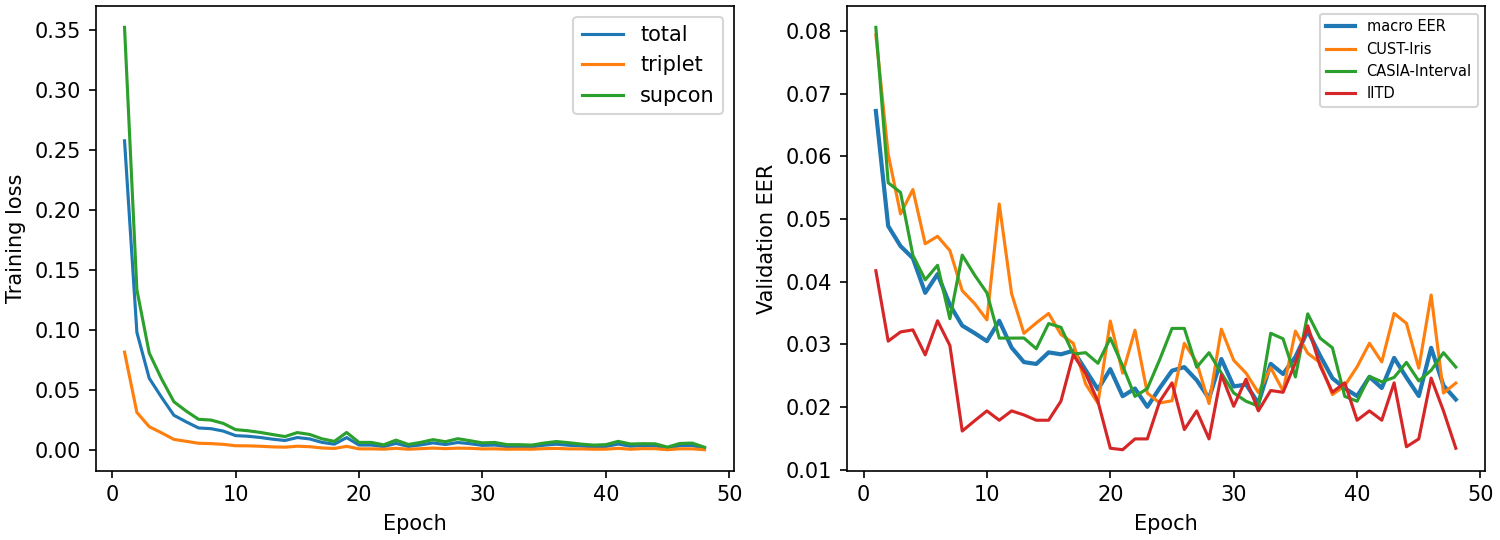 Training loss
0.35
0.30
0.25
0.20
0.15
0.10
0.05
0.00
0 10 20 30 40 50
Epoch
total
triplet
supcon
Validation EER
0.08
0.07
0.06
0.05
0.04
0.03
0.02
0.01
0 10 20 30 40 50
Epoch
macro EER
CUST-Iris
CASIA-Interval
IITD